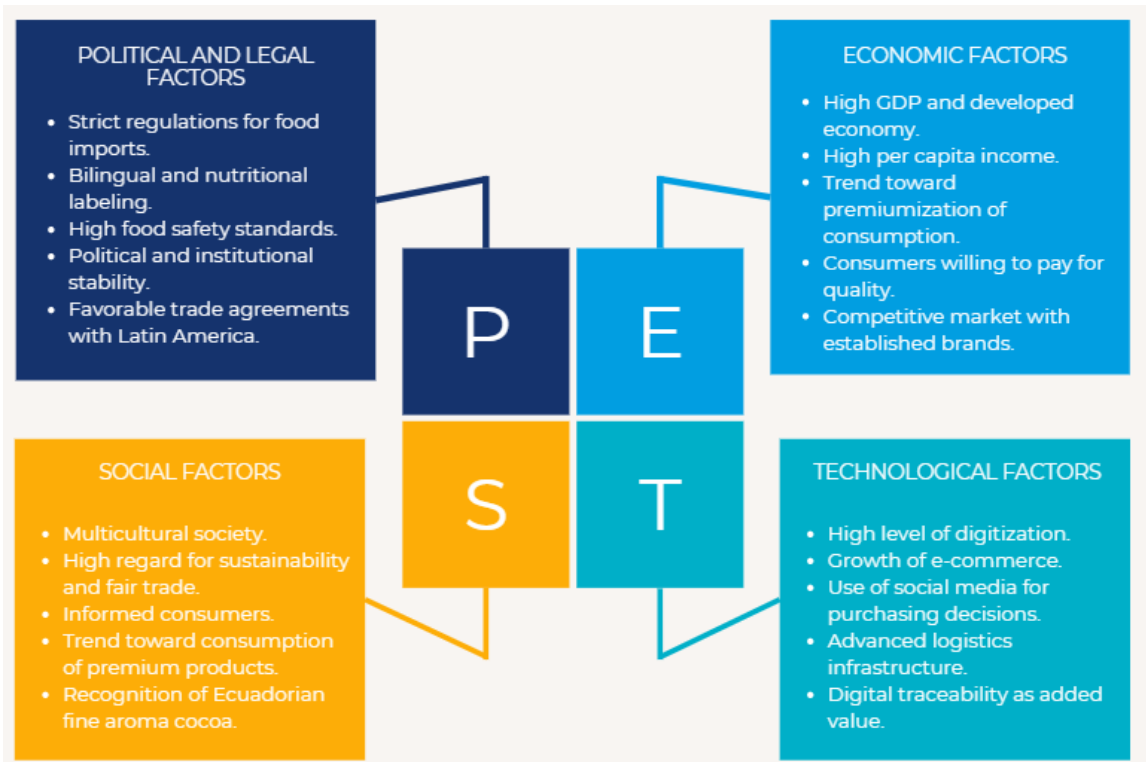 POLITICAL AND LEGAL
FACTORS
• Strict regulations for food
imports.
• Bilingual and nutritional
labeling.
• High food safety standards.
• Political and institutional
stability.
• Favorable trade agreements
with Latin America.
ECONOMIC FACTORS
• High GDP and developed
economy.
• High per capita income.
• Trend toward
premiumization of
consumption.
• Consumers willing to pay for
quality.
• Competitive market with
established brands.
P
E
S
T
SOCIAL FACTORS
• Multicultural society.
• High regard for sustainability
and fair trade.
• Informed consumers.
• Trend toward consumption
of premium products.
• Recognition of Ecuadorian
fine aroma cocoa.
TECHNOLOGICAL FACTORS
• High level of digitization.
• Growth of e-commerce.
• Use of social media for
purchasing decisions.
• Advanced logistics
infrastructure.
• Digital traceability as added
value.